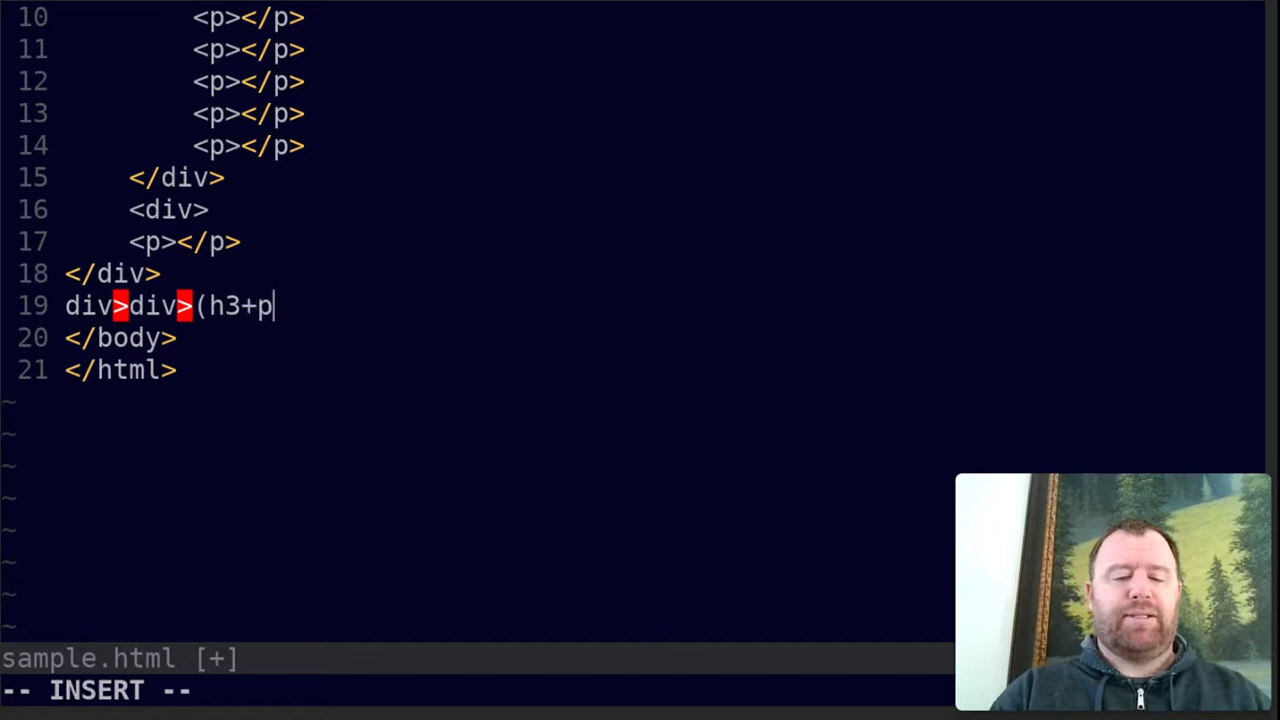 10 <p></p>
11 <p></p>
12 <p></p>
13 <p></p>
14 <p></p>
15 </div>
16 <div>
17 <p></p>
18 </div>
19 div>div>(h3+p
20 </body>
21 </html>
~
~
~
~
~
~
~
~
sample.html [+]
-- INSERT --